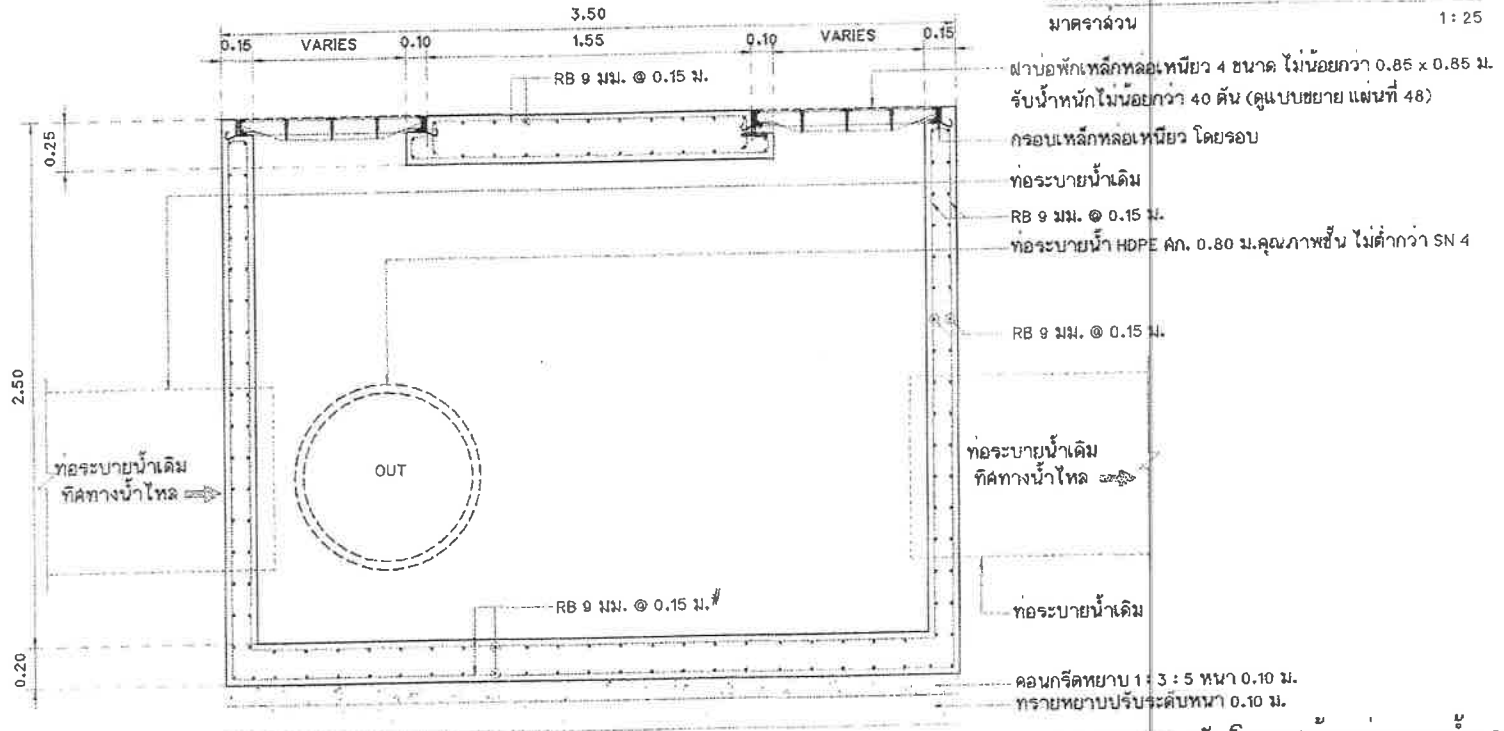 3.50
มาตราส่วน 1:25
0.15 VARIES 0.10 1.55 0.10 VARIES 0.15
ฝาบ่อพักเหล็กหล่อเหนียว 4 ขนาด ไม่น้อยกว่า 0.85 x 0.85 ม.
RB 9 มม. @ 0.15 ม.
รับน้ำหนักไม่น้อยกว่า 40 ตัน (ดูแบบขยาย แผ่นที่ 48)
0.25
กรอบเหล็กหล่อเหนียว โดยรอบ
ท่อระบายน้ำเดิม
RB 9 มม. @ 0.15 ม.
ท่อระบายน้ำ HDPE ศก. 0.80 ม.คุณภาพชั้น ไม่ต่ำกว่า SN 4
RB 9 มม. @ 0.15 ม.
2.50
ท่อระบายน้ำเดิม
ทิศทางน้ำไหล
OUT
ท่อระบายน้ำเดิม
ทิศทางน้ำไหล
RB 9 มม. @ 0.15 ม.#
ท่อระบายน้ำเดิม
0.20
คอนกรีตหยาบ 1 : 3 : 5 หนา 0.10 ม.
ทรายหยาบปรับระดับหนา 0.10 ม.